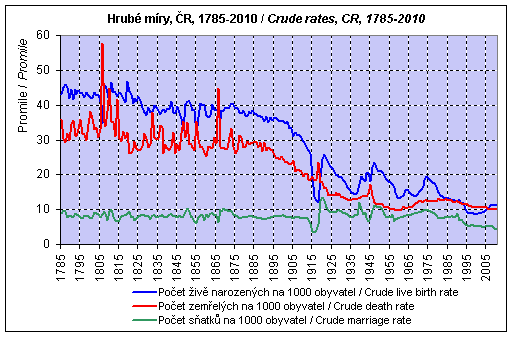 Hrubé míry, ČR, 1785-2010 / Crude rates, CR, 1785-2010
Promile / Promile
60
50
40
30
20
10
0
1785 1795 1805 1815 1825 1835 1845 1855 1865 1875 1885 1895 1905 1915 1925 1935 1945 1955 1965 1975 1985 1995 2005
Počet živě narozených na 1000 obyvatel / Crude live birth rate
Počet zemřelých na 1000 obyvatel / Crude death rate
Počet sňatků na 1000 obyvatel / Crude marriage rate